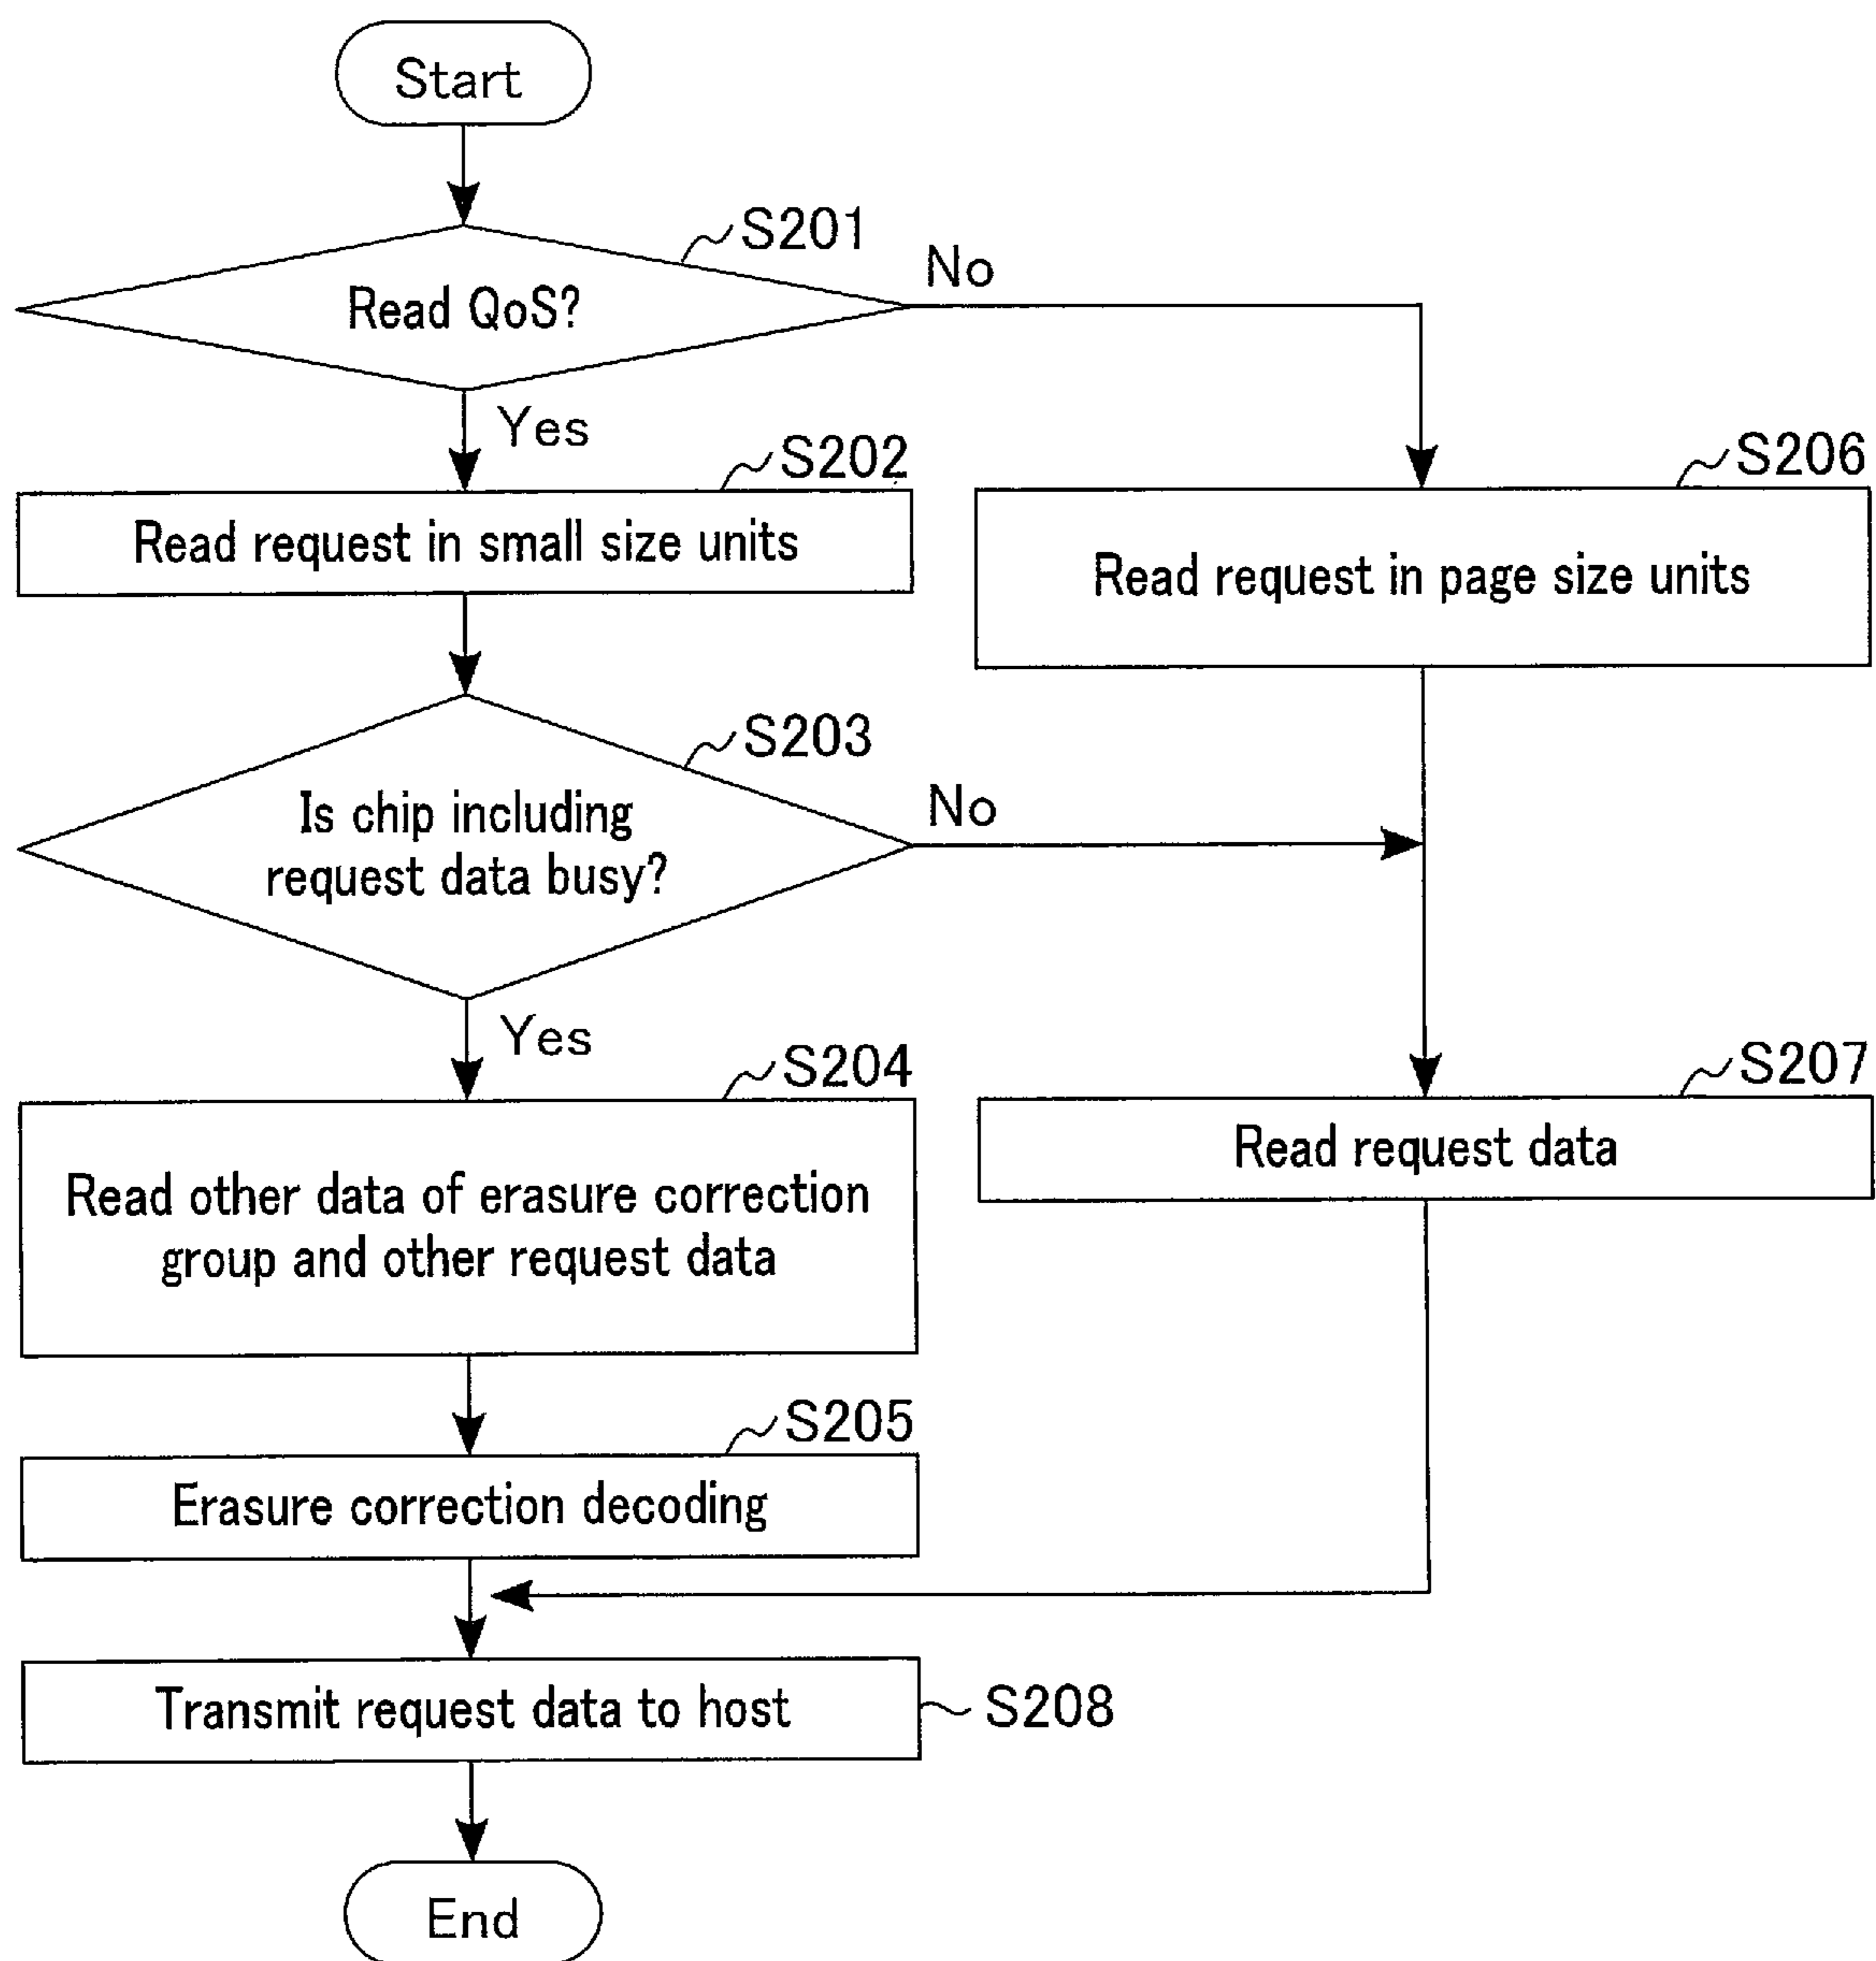 Start
S201
Read QoS?
No
Yes
S202
Read request in small size units
S206
Read request in page size units
S203
Is chip including
request data busy?
No
Yes
S204
Read other data of erasure correction
group and other request data
S207
Read request data
S205
Erasure correction decoding
Transmit request data to host
S208
End